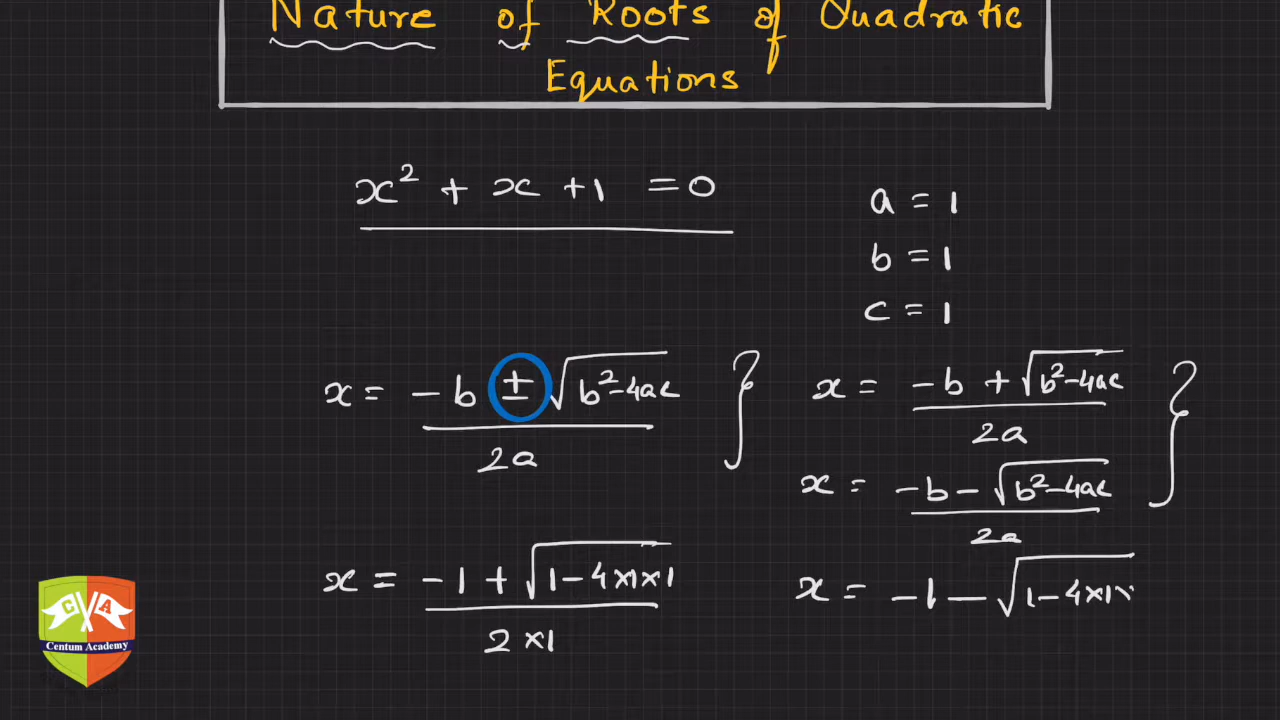 Nature of Roots of Quadratic
Equations
x² + x + 1 = 0
a = 1
b = 1
c = 1
x = (-b ± √(b²-4ac)) / 2a
x = (-b + √(b²-4ac)) / 2a
x = (-b - √(b²-4ac)) / 2a
x = (-1 + √(1-4×1×1)) / 2×1
x = -1 - √(1-4×1×
C A
Centum Academy